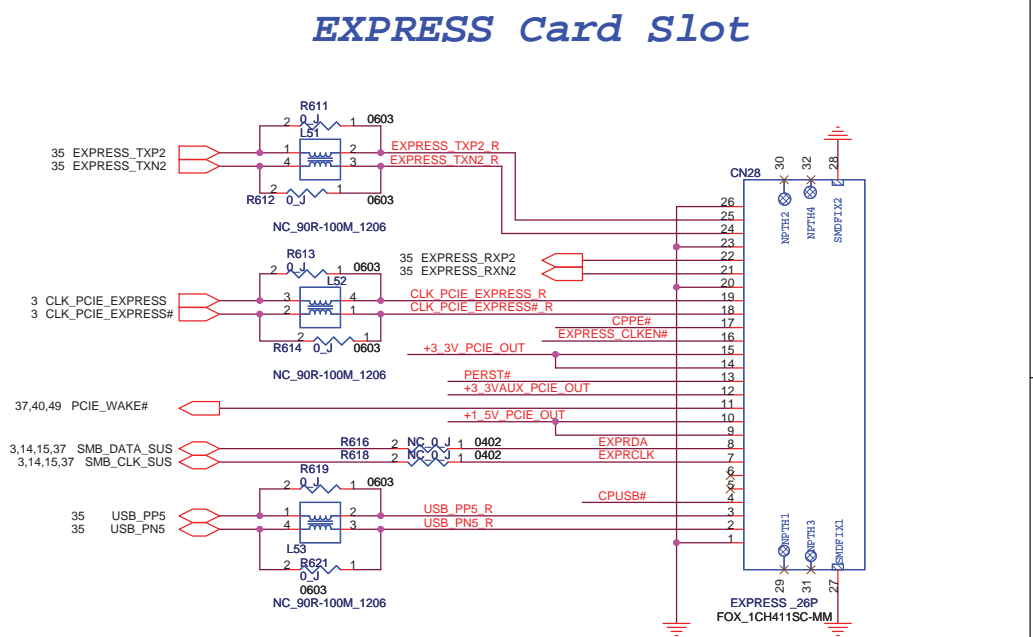 EXPRESS Card Slot
R611
0_J
2 1 0603
L51
35 EXPRESS_TXP2 1 2 EXPRESS_TXP2_R
35 EXPRESS_TXN2 4 3 EXPRESS_TXN2_R
2 1
R612 0_J 0603
NC_90R-100M_1206
R613
0_J
2 1 0603
L52
3 CLK_PCIE_EXPRESS 3 4 CLK_PCIE_EXPRESS_R
3 CLK_PCIE_EXPRESS# 2 1 CLK_PCIE_EXPRESS#_R
2 1
R614 0_J 0603
NC_90R-100M_1206
35 EXPRESS_RXP2
35 EXPRESS_RXN2
CPPE#
EXPRESS_CLKEN#
+3_3V_PCIE_OUT
PERST#
+3_3VAUX_PCIE_OUT
37,40,49 PCIE_WAKE#
+1_5V_PCIE_OUT
3,14,15,37 SMB_DATA_SUS R616 2 NC_0_J 1 0402 EXPRDA
3,14,15,37 SMB_CLK_SUS R618 2 NC_0_J 1 0402 EXPRCLK
R619
0_J
2 1 0603
CPUSB#
35 USB_PP5 1 2 USB_PP5_R
35 USB_PN5 4 3 USB_PN5_R
L53
R621
2 1
0_J
0603
NC_90R-100M_1206
CN28
30
32
28
NPTH2
NPTH4
SMDFIX2
26
25
24
23
22
21
20
19
18
17
16
15
14
13
12
11
10
9
8
7
6
5
4
3
2
1
NPTH1
NPTH3
SMDFIX1
29
31
27
EXPRESS _26P
FOX_1CH411SC-MM